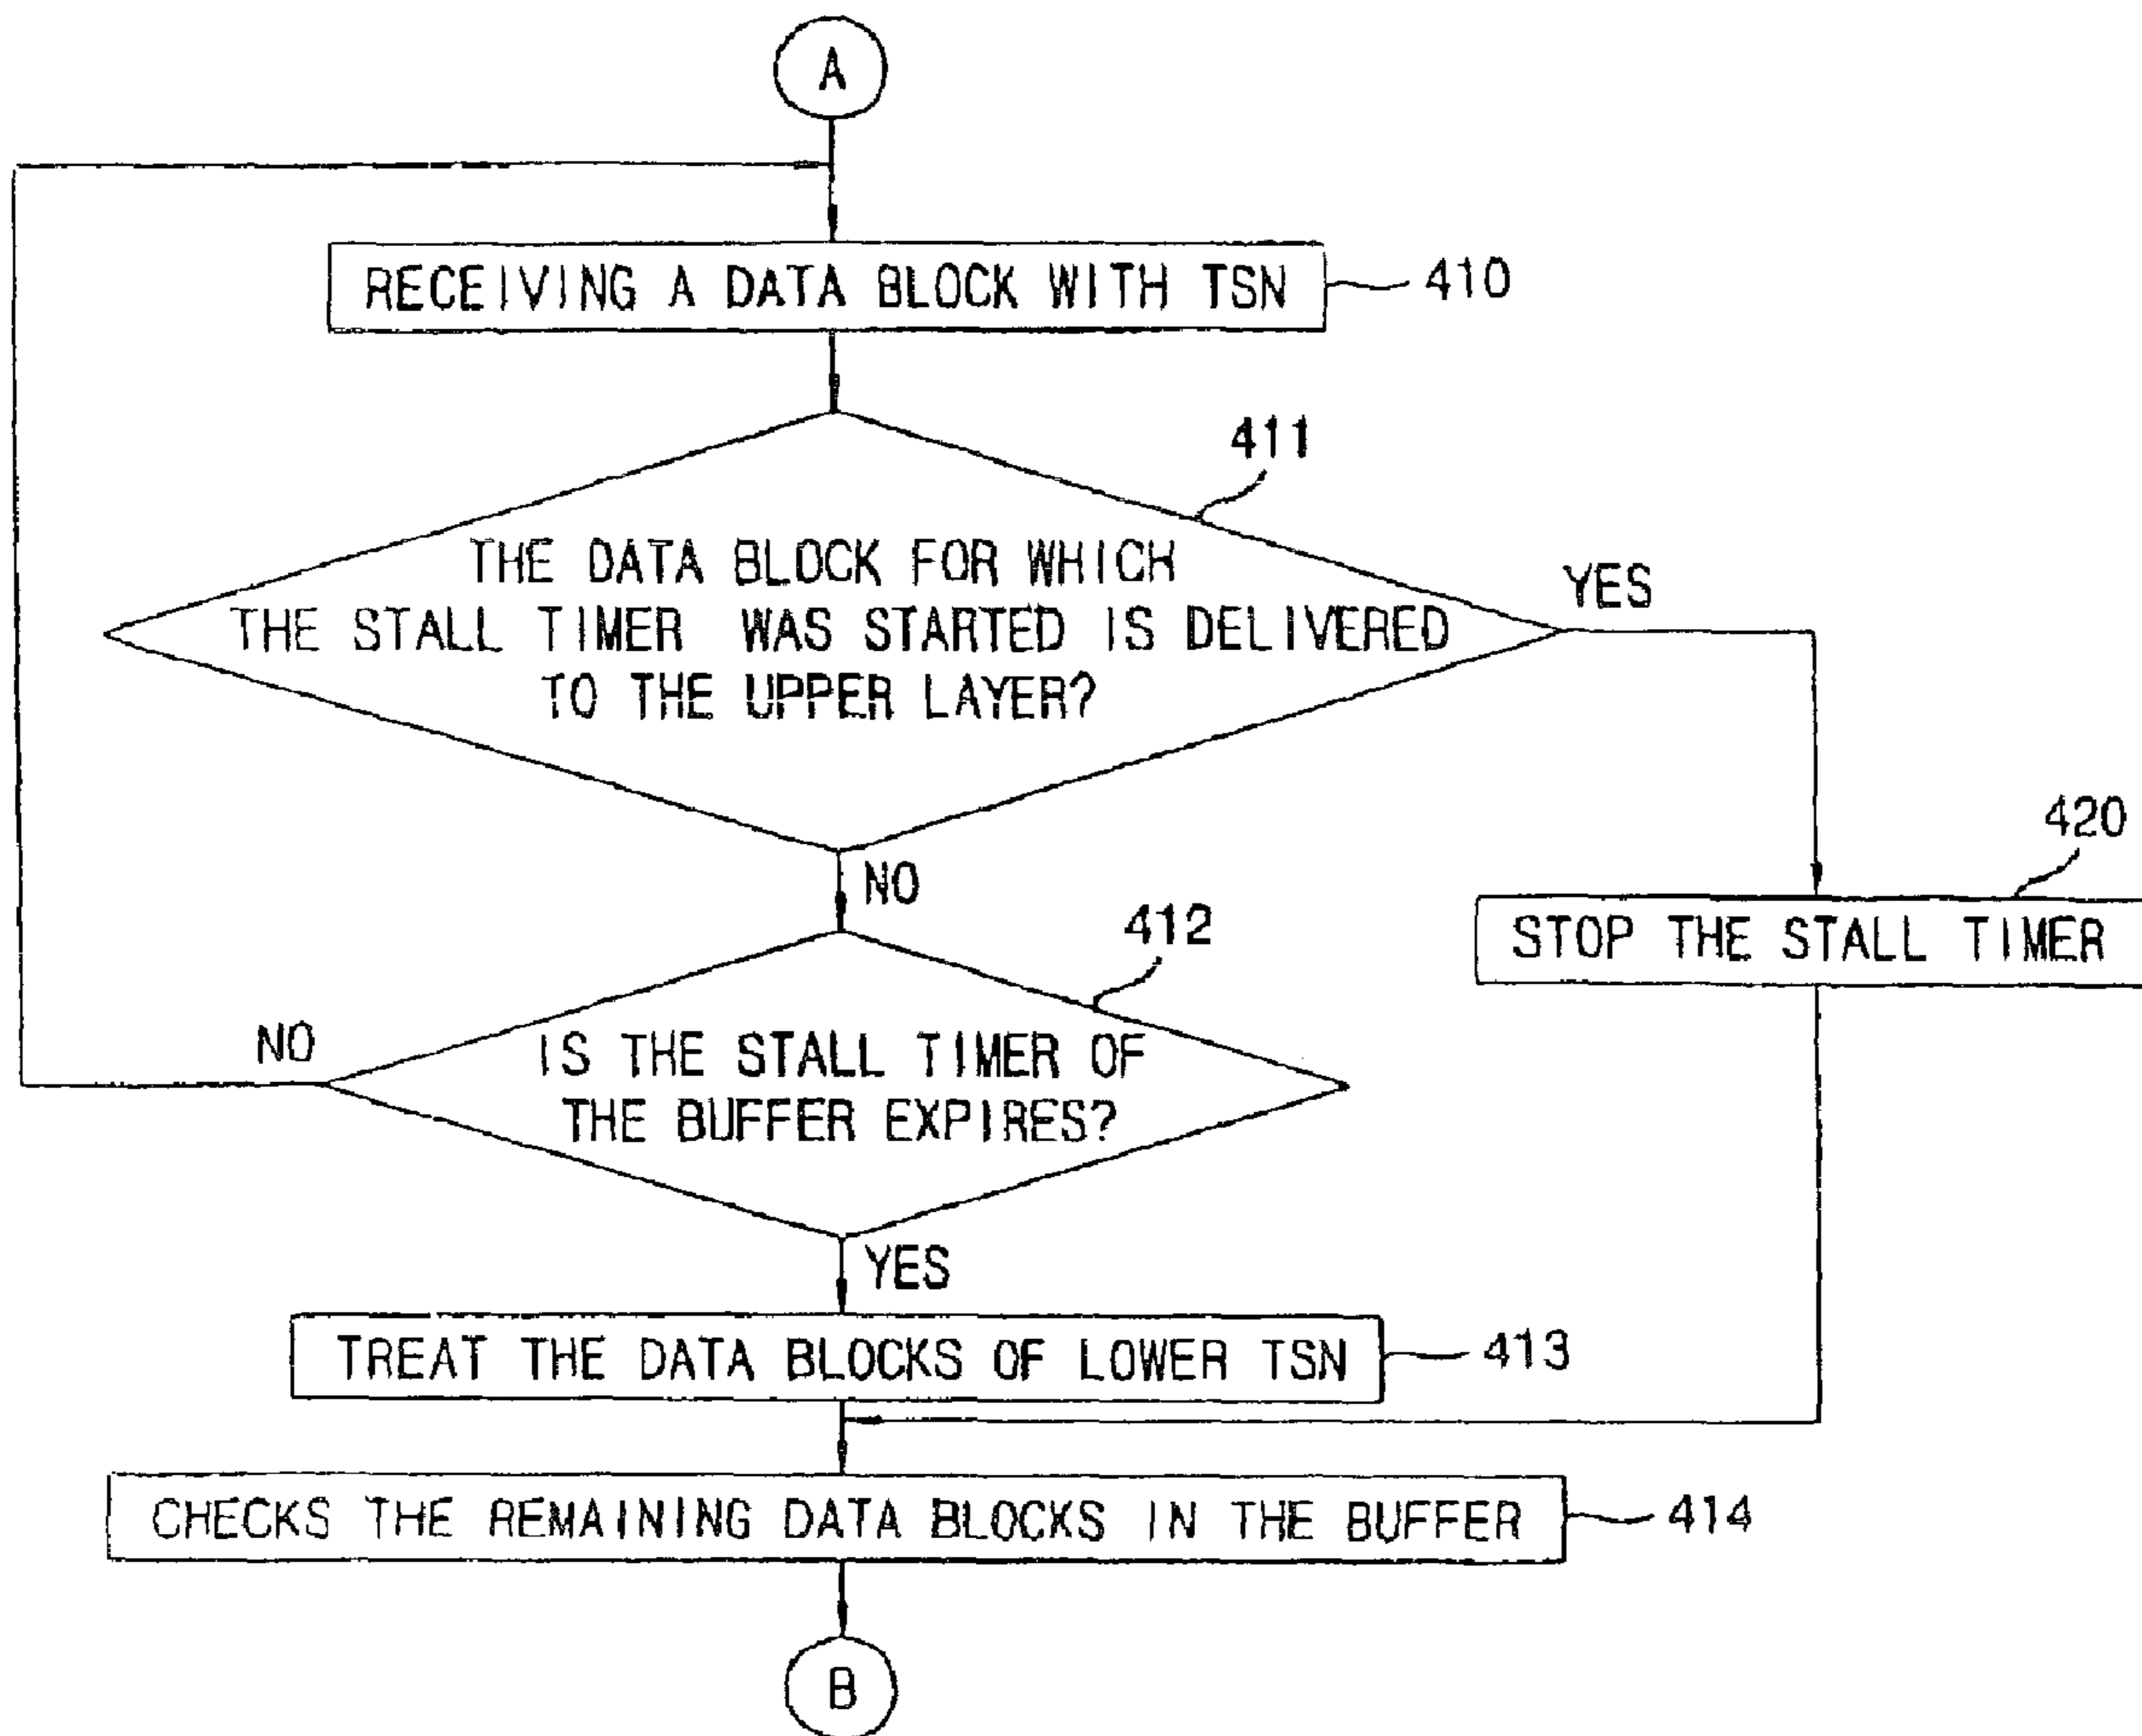 A
RECEIVING A DATA BLOCK WITH TSN
410
411
THE DATA BLOCK FOR WHICH
THE STALL TIMER WAS STARTED IS DELIVERED
TO THE UPPER LAYER?
YES
NO
420
STOP THE STALL TIMER
412
NO
IS THE STALL TIMER OF
THE BUFFER EXPIRES?
YES
TREAT THE DATA BLOCKS OF LOWER TSN
413
CHECKS THE REMAINING DATA BLOCKS IN THE BUFFER
414
B